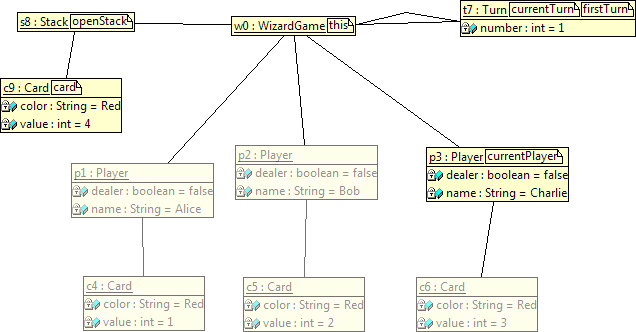 s8 : Stack openStack
w0 : WizardGame this
t7 : Turn currentTurn firstTurn
number : int = 1
c9 : Card card
color : String = Red
value : int = 4
p1 : Player
dealer : boolean = false
name : String = Alice
p2 : Player
dealer : boolean = false
name : String = Bob
p3 : Player currentPlayer
dealer : boolean = false
name : String = Charlie
c4 : Card
color : String = Red
value : int = 1
c5 : Card
color : String = Red
value : int = 2
c6 : Card
color : String = Red
value : int = 3